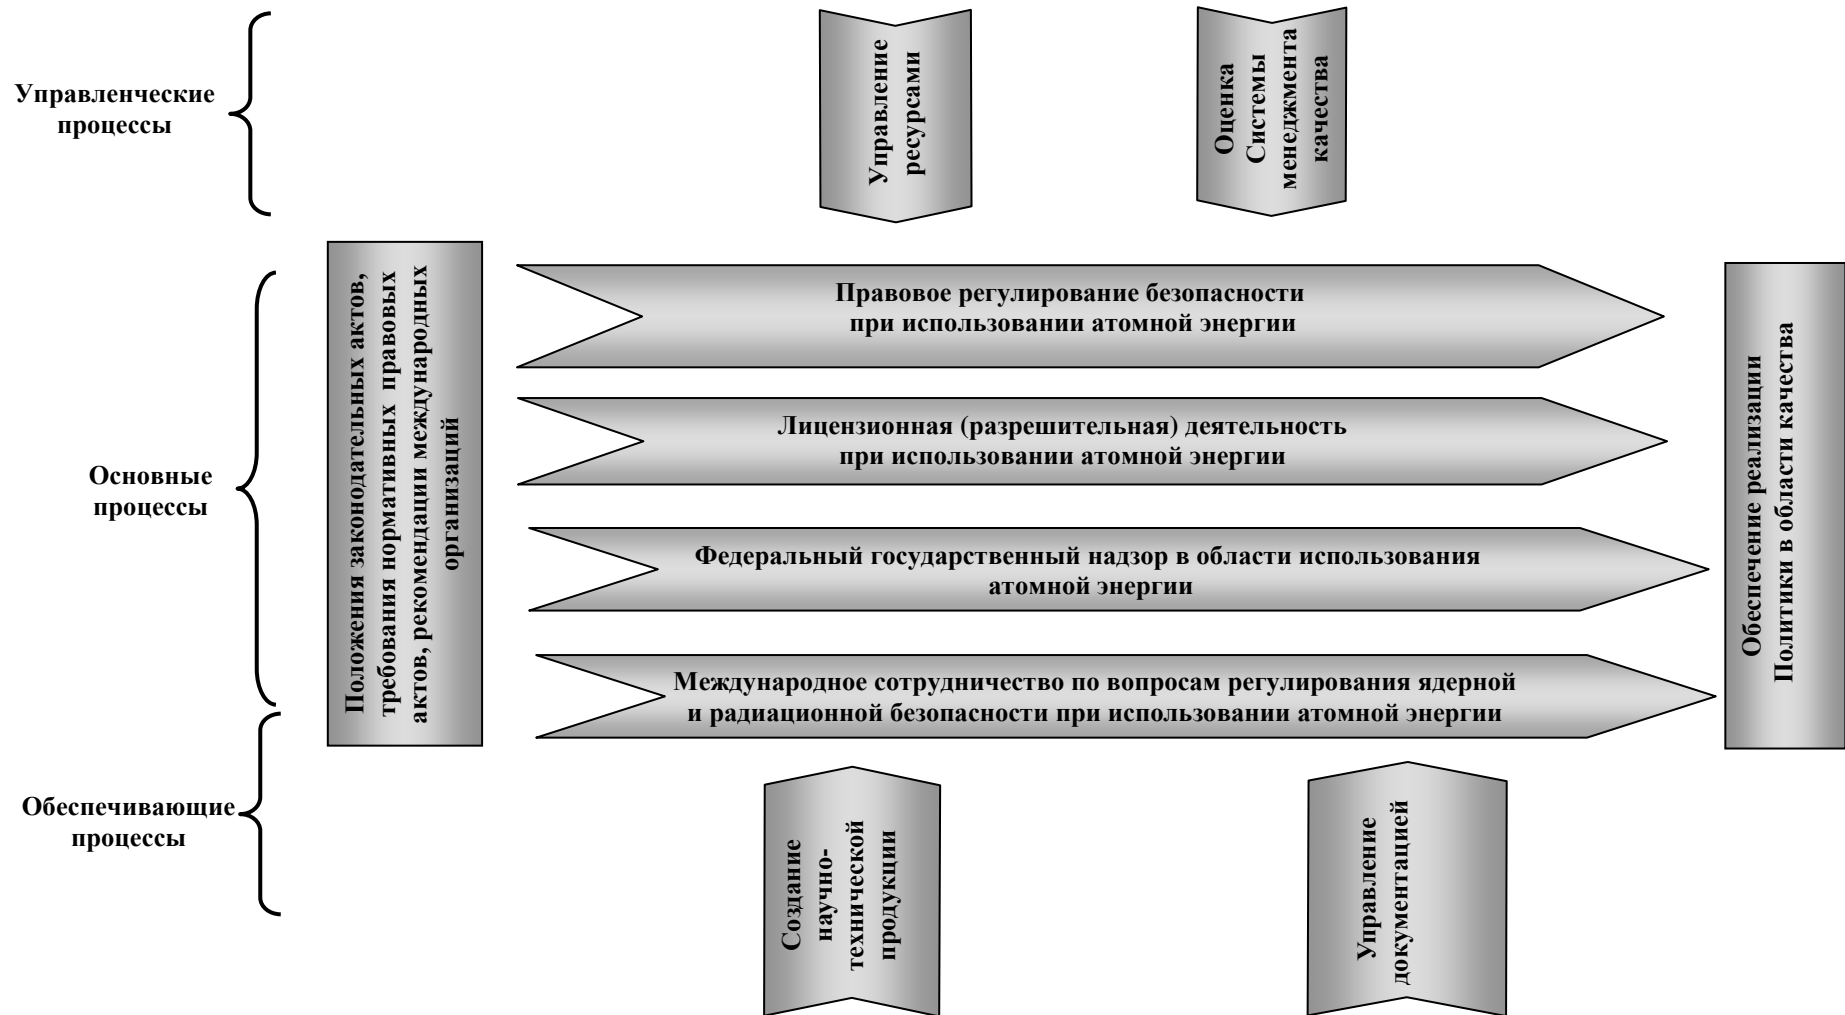 Управленческие
процессы
Управление
ресурсами
Оценка
Системы
менеджмента
качества
Основные
процессы
Положения законодательных актов,
требования нормативных правовых
актов, рекомендации международных
организаций
Правовое регулирование безопасности
при использовании атомной энергии
Лицензионная (разрешительная) деятельность
при использовании атомной энергии
Федеральный государственный надзор в области использования
атомной энергии
Международное сотрудничество по вопросам регулирования ядерной
и радиационной безопасности при использовании атомной энергии
Обеспечение реализации
Политики в области качества
Обеспечивающие
процессы
Создание
научно-
технической
продукции
Управление
документацией